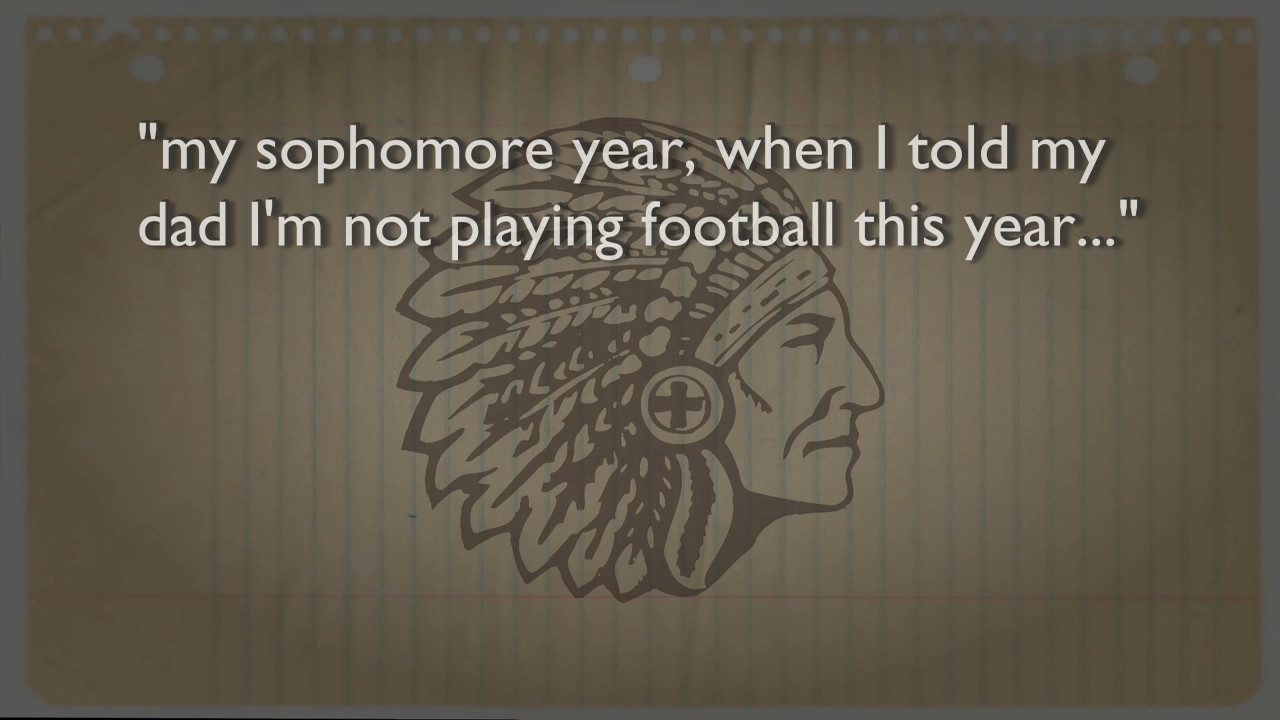 "my sophomore year, when I told my
dad I'm not playing football this year..."